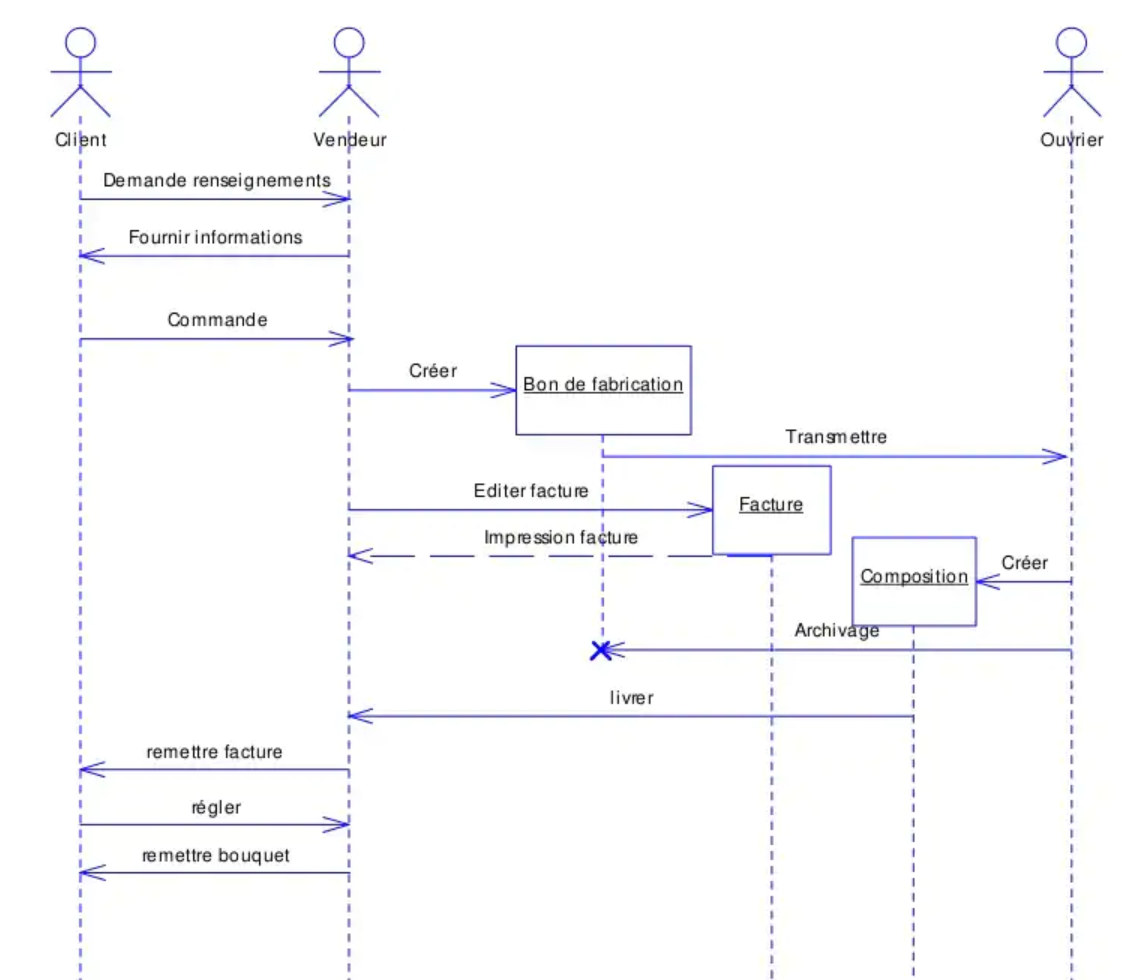 Client
Vendeur
Ouvrier
Demande renseignements
Fournir informations
Commande
Créer
Bon de fabrication
Transmettre
Editer facture
Facture
Impression facture
Créer
Composition
Archivage
livrer
remettre facture
régler
remettre bouquet